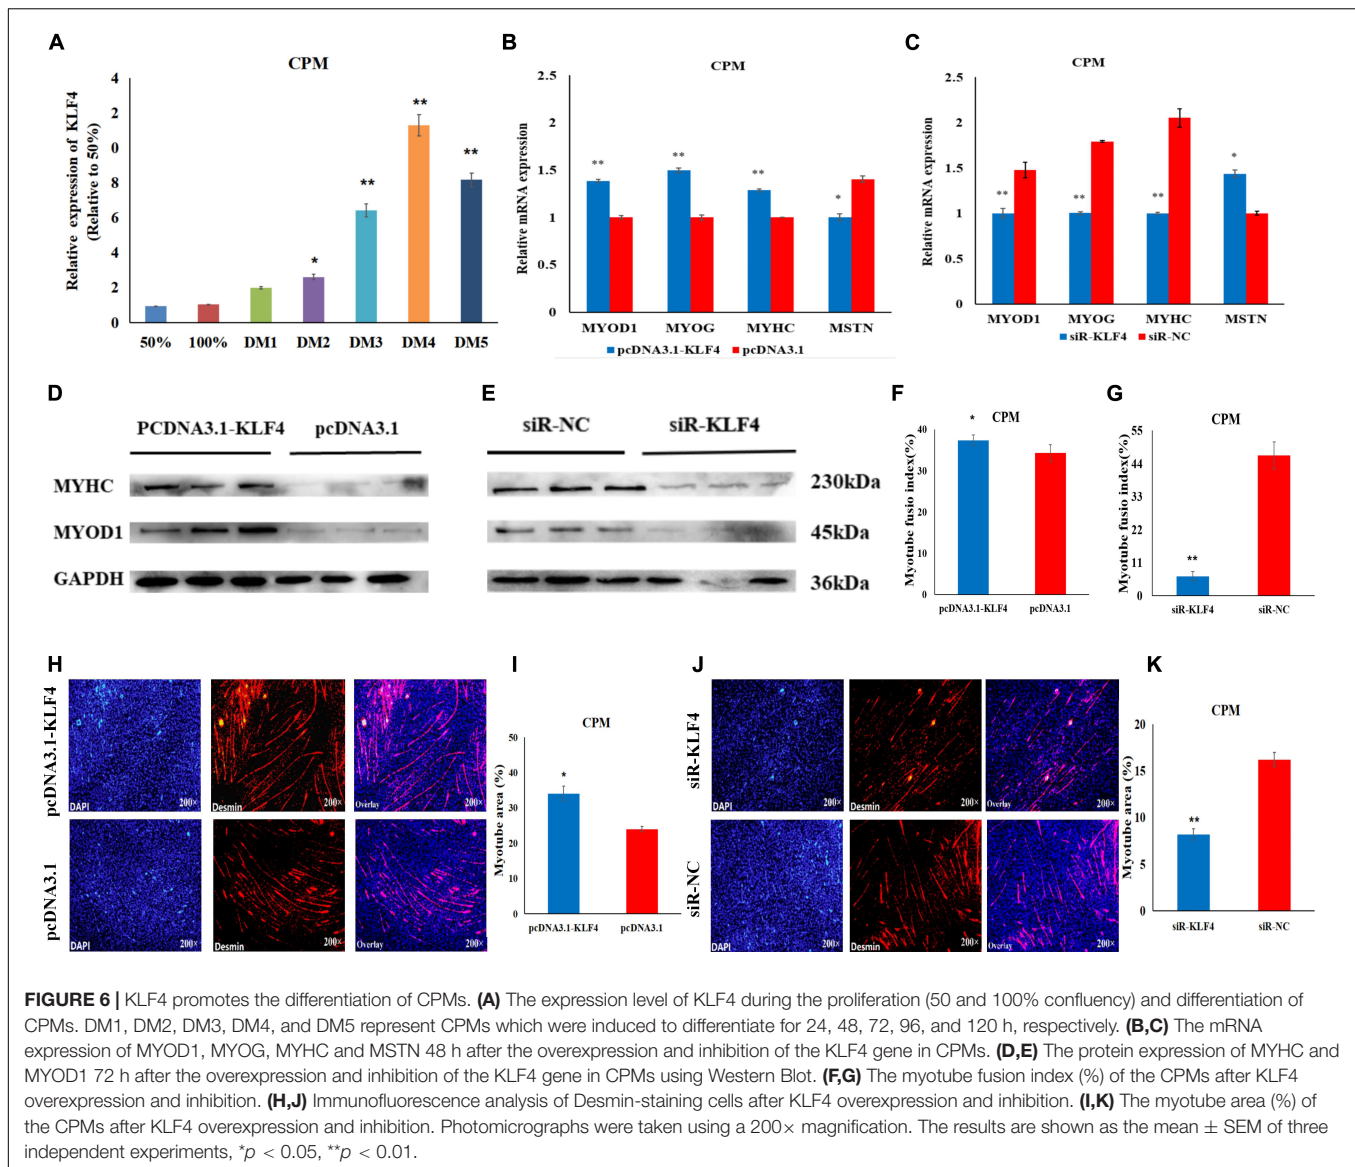 A
CPM
Relative expression of KLF4
(Relative to 50%)
4
2
0
8
6
4
2
0
*
**
**
**
50%
100%
DM1
DM2
DM3
DM4
DM5
B
CPM
Relative mRNA expression
2.5
2
1.5
1
0.5
0
**
**
**
*
MYOD1
MYOG
MYHC
MSTN
pcDNA3.1-KLF4
pcDNA3.1
C
CPM
Relative mRNA expression
2.5
2
1.5
1
0.5
0
**
**
**
*
MYOD1
MYOG
MYHC
MSTN
siR-KLF4
siR-NC
D
PCDNA3.1-KLF4
pcDNA3.1
MYHC
MYOD1
GAPDH
E
siR-NC
siR-KLF4
230kDa
45kDa
36kDa
F
CPM
Myotube fusio index(%)
40
30
20
10
0
*
pcDNA3.1-KLF4
pcDNA3.1
G
CPM
Myotube fusio index(%)
55
44
33
22
11
0
**
siR-KLF4
siR-NC
H
pcDNA3.1-KLF4
DAPI
200×
Desmin
200×
Overlay
200×
pcDNA3.1
DAPI
200×
Desmin
200×
Overlay
200×
I
CPM
Myotube area (%)
50
40
30
20
10
0
*
pcDNA3.1-KLF4
pcDNA3.1
J
siR-KLF4
DAPI
200×
Desmin
200×
Overlay
200×
siR-NC
DAPI
200×
Desmin
200×
Overlay
200×
K
CPM
Myotube area (%)
20
15
10
5
0
**
siR-KLF4
siR-NC
FIGURE 6 | KLF4 promotes the differentiation of CPMs. (A) The expression level of KLF4 during the proliferation (50 and 100% confluency) and differentiation of
CPMs. DM1, DM2, DM3, DM4, and DM5 represent CPMs which were induced to differentiate for 24, 48, 72, 96, and 120 h, respectively. (B,C) The mRNA
expression of MYOD1, MYOG, MYHC and MSTN 48 h after the overexpression and inhibition of the KLF4 gene in CPMs. (D,E) The protein expression of MYHC and
MYOD1 72 h after the overexpression and inhibition of the KLF4 gene in CPMs using Western Blot. (F,G) The myotube fusion index (%) of the CPMs after KLF4
overexpression and inhibition. (H,J) Immunofluorescence analysis of Desmin-staining cells after KLF4 overexpression and inhibition. (I,K) The myotube area (%) of
the CPMs after KLF4 overexpression and inhibition. Photomicrographs were taken using a 200× magnification. The results are shown as the mean ± SEM of three
independent experiments, *p < 0.05, **p < 0.01.